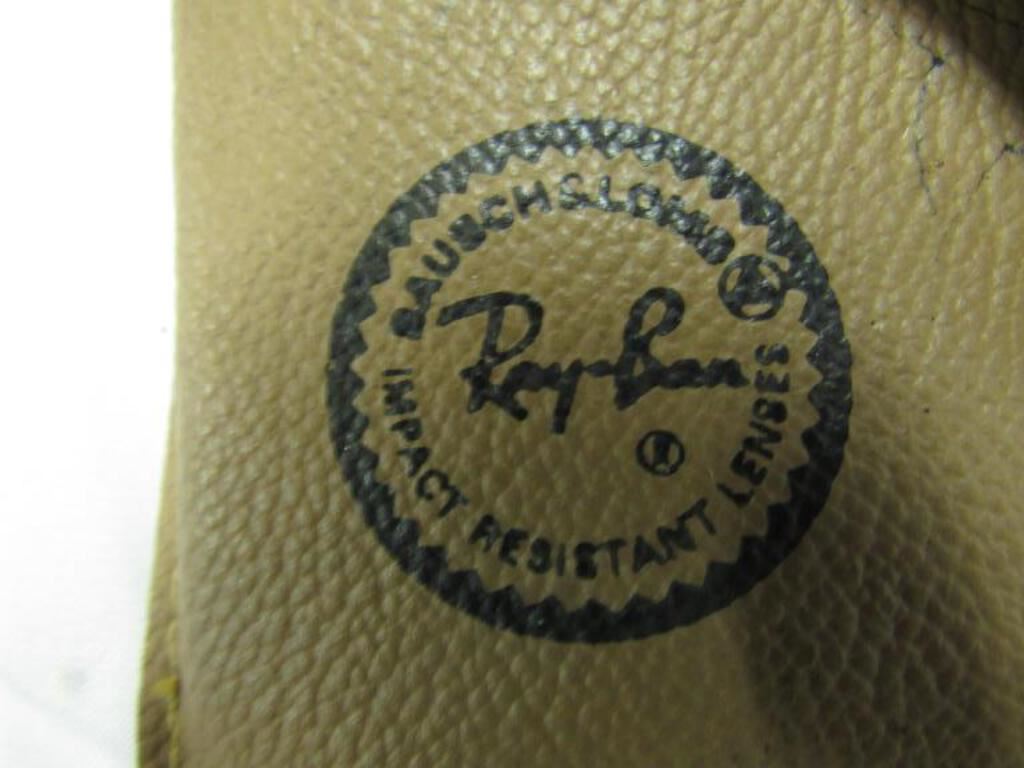 BAUSCH & LOMB ®
Ray-Ban
®
IMPACT RESISTANT LENSES